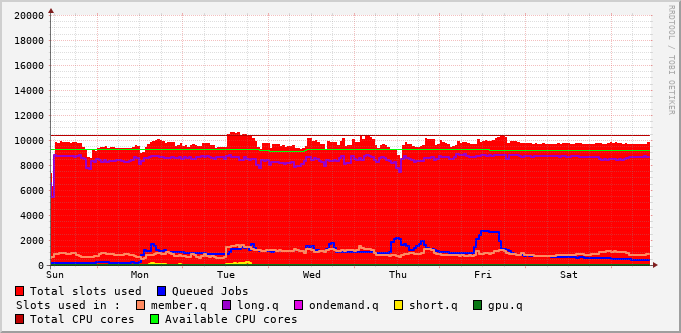 20000
18000
16000
14000
12000
10000
8000
6000
4000
2000
0
Sun Mon Tue Wed Thu Fri Sat
Total slots used Queued Jobs
Slots used in : member.q long.q ondemand.q short.q gpu.q
Total CPU cores Available CPU cores
RRDTOOL / TOBI OETIKER